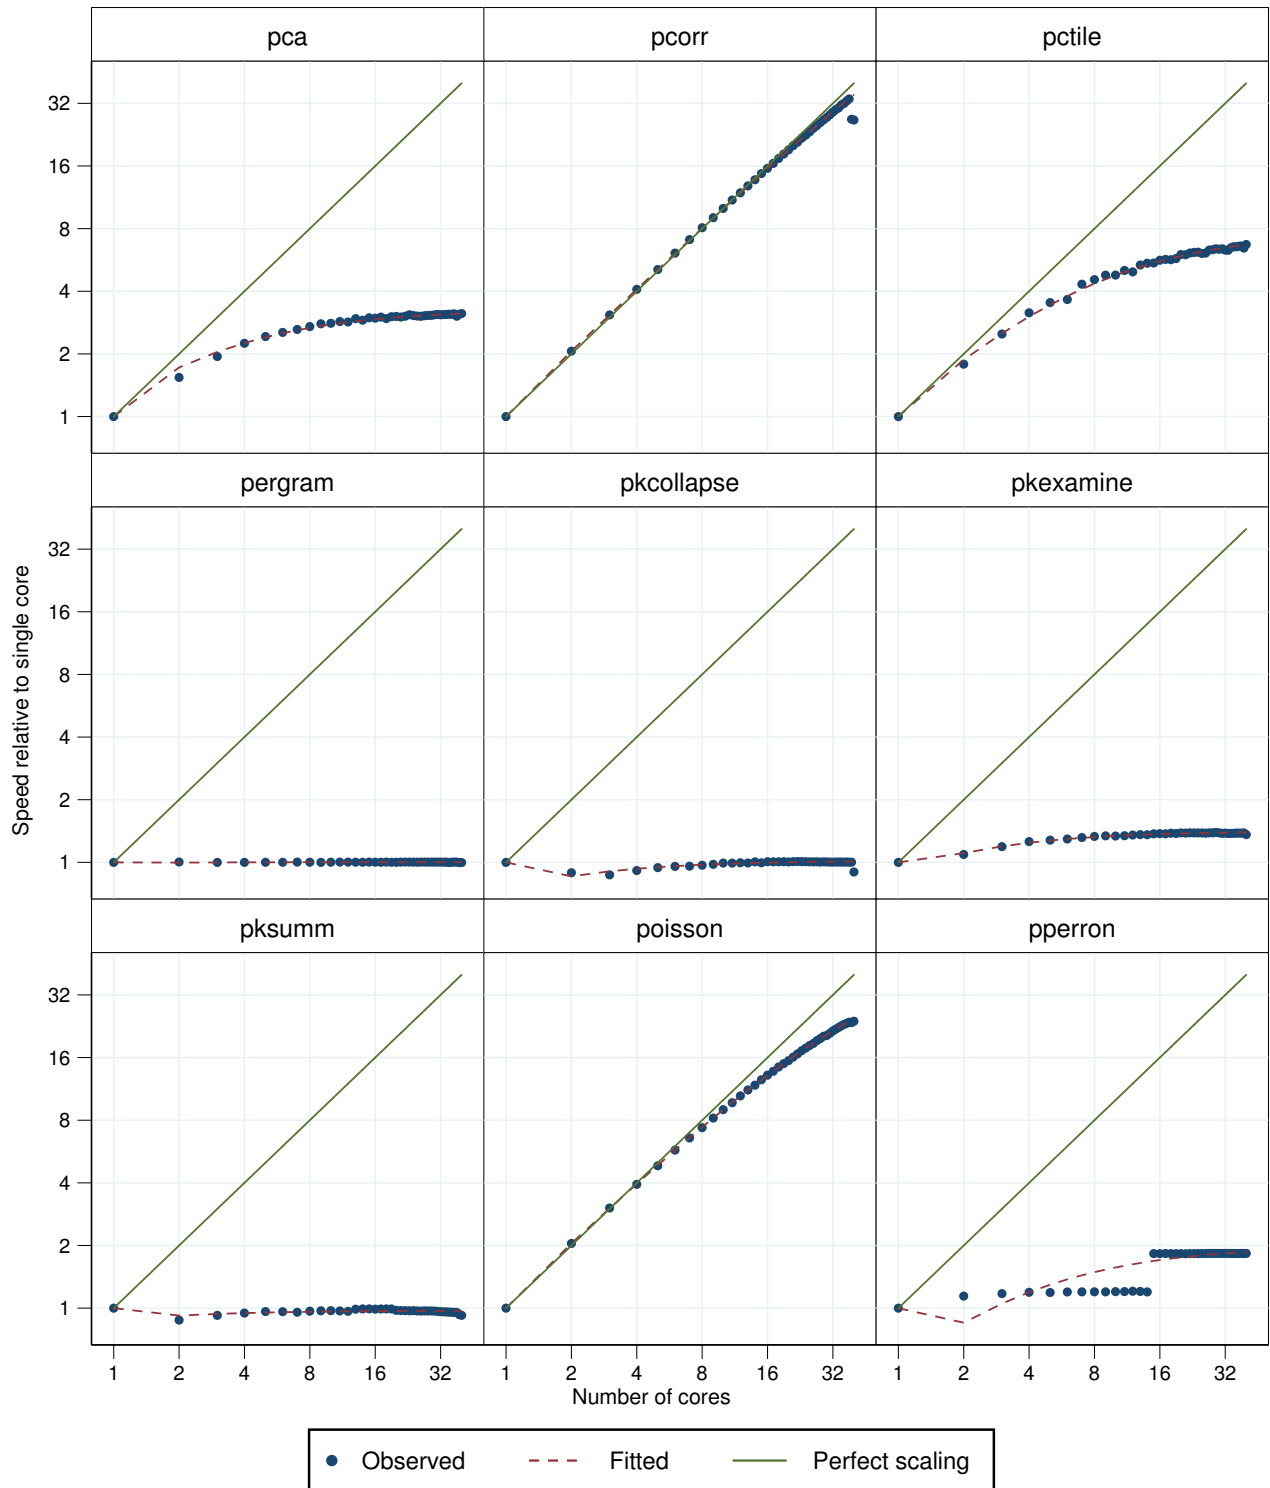 pca pcorr pctile
32
16
8
4
2
1
pergram pkcollapse pkexamine
32
16
8
4
2
1
Speed relative to single core
pksumm poisson pperron
32
16
8
4
2
1
1 2 4 8 16 32 1 2 4 8 16 32 1 2 4 8 16 32
Number of cores
Observed Fitted Perfect scaling